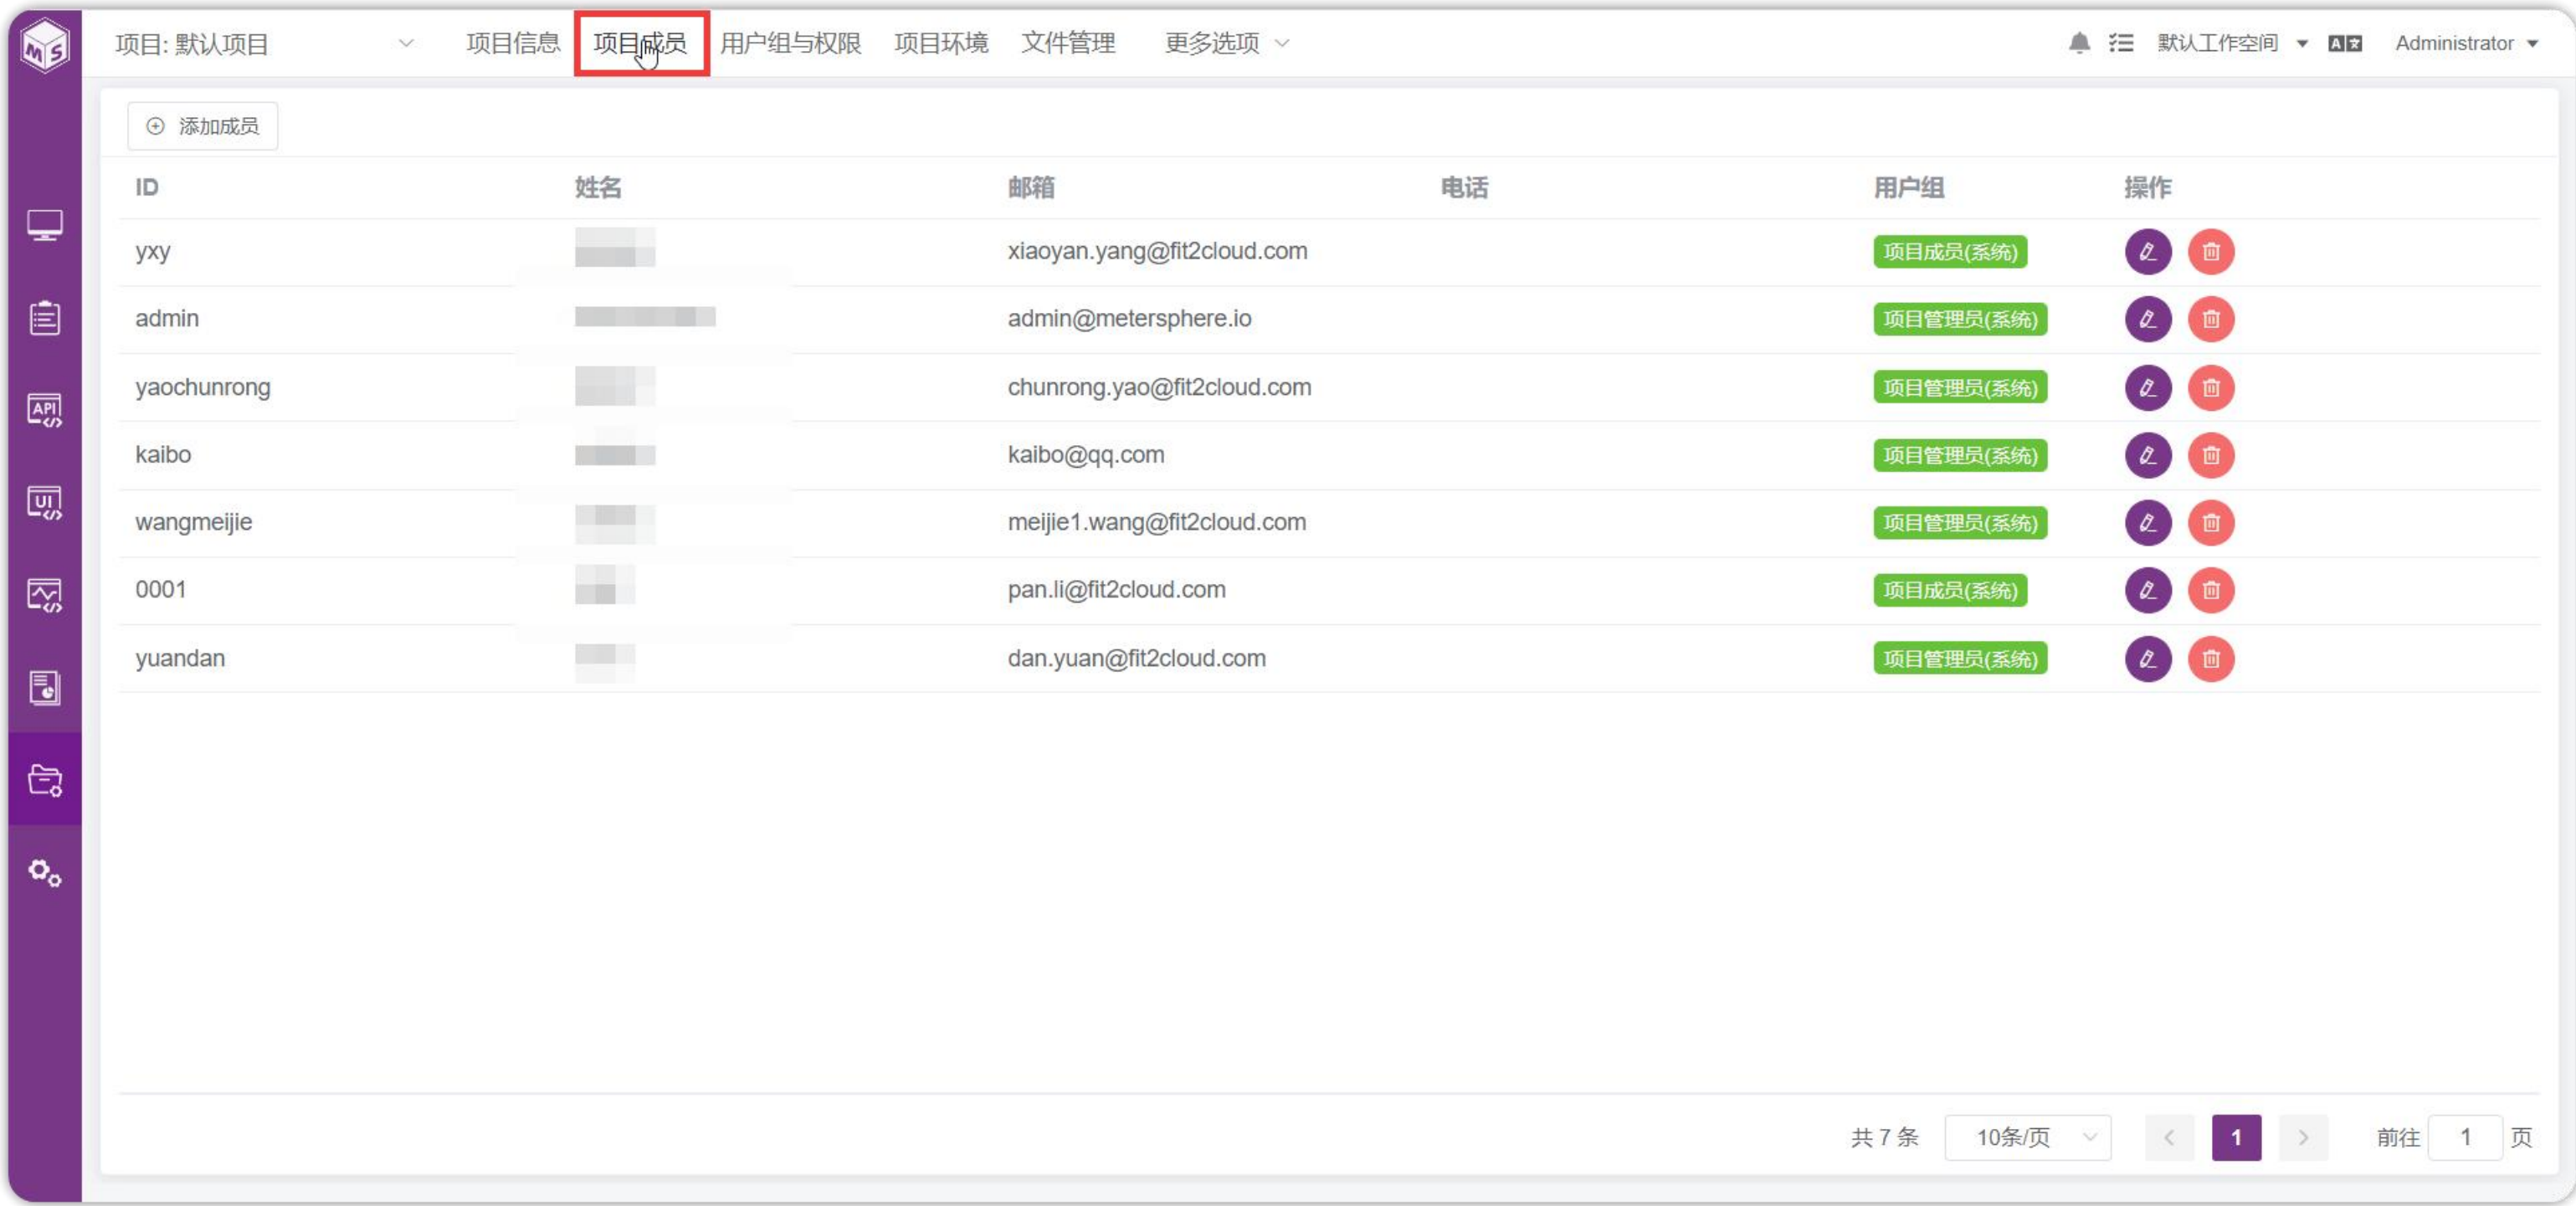 MS 项目: 默认项目 项目信息 项目成员 用户组与权限 项目环境 文件管理 更多选项 默认工作空间 Administrator
添加成员
ID 姓名 邮箱 电话 用户组 操作
yxy xiaoyan.yang@fit2cloud.com 项目成员(系统)
admin admin@metersphere.io 项目管理员(系统)
yaochunrong chunrong.yao@fit2cloud.com 项目管理员(系统)
API
kaibo kaibo@qq.com 项目管理员(系统)
UI
wangmeijie meijie1.wang@fit2cloud.com 项目管理员(系统)
0001 pan.li@fit2cloud.com 项目成员(系统)
yuandan dan.yuan@fit2cloud.com 项目管理员(系统)
共 7 条 10条/页 1 前往 1 页